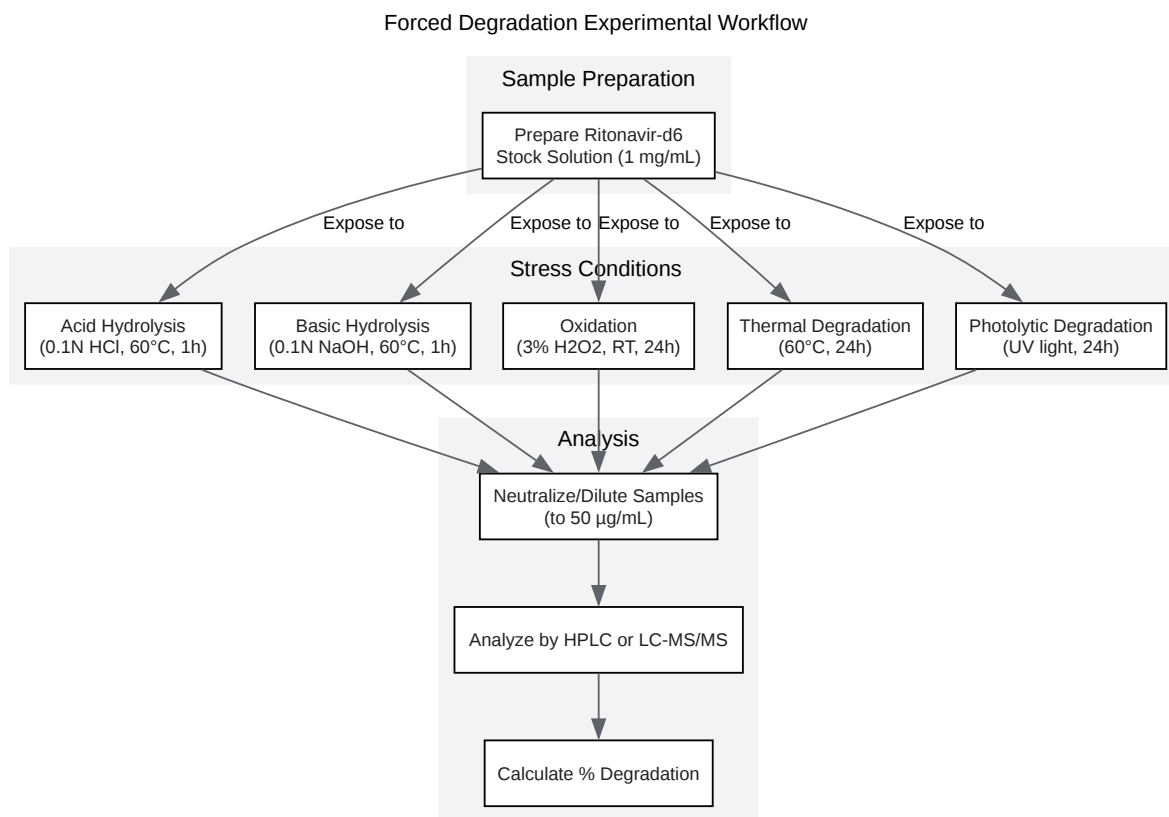 Forced Degradation Experimental Workflow
Sample Preparation
Prepare Ritonavir-d6
Stock Solution (1 mg/mL)
Expose to
Expose to
Expose to
Expose to
Expose to
Stress Conditions
Acid Hydrolysis
(0.1N HCl, 60°C, 1h)
Basic Hydrolysis
(0.1N NaOH, 60°C, 1h)
Oxidation
(3% H2O2, RT, 24h)
Thermal Degradation
(60°C, 24h)
Photolytic Degradation
(UV light, 24h)
Analysis
Neutralize/Dilute Samples
(to 50 µg/mL)
Analyze by HPLC or LC-MS/MS
Calculate % Degradation